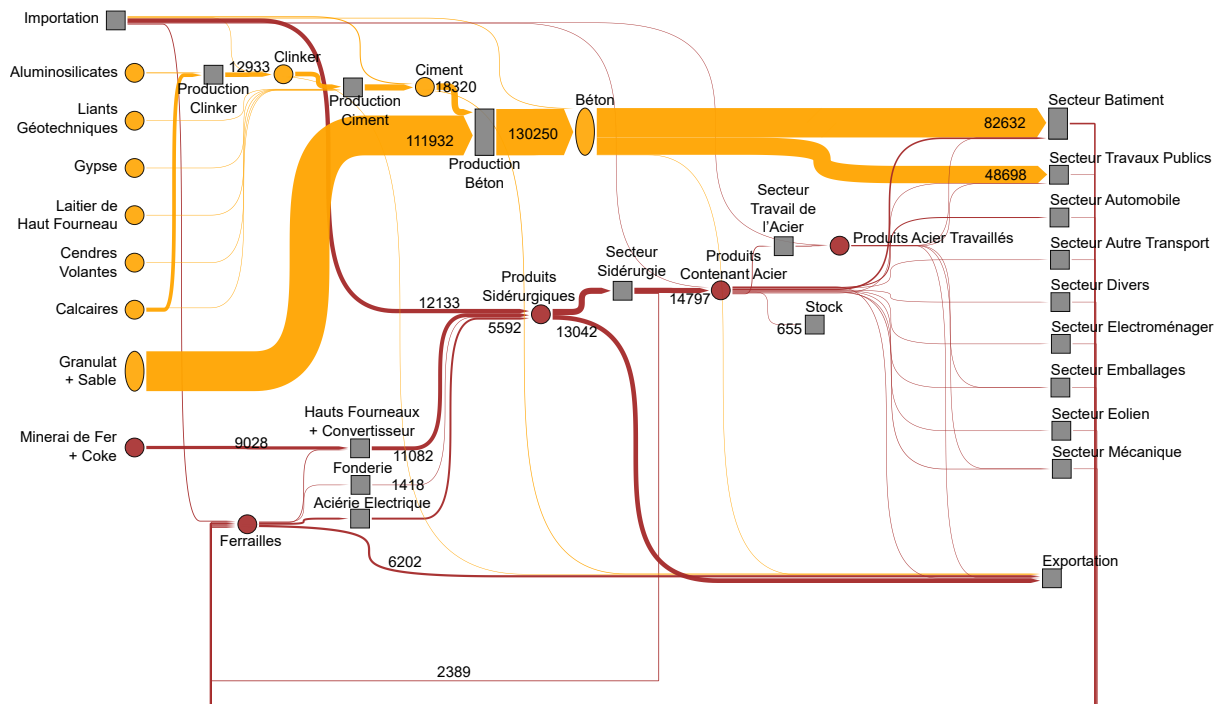 Importation
Aluminosilicates
Liants
Géotechniques
Gypse
Laitier de
Haut Fourneau
Cendres
Volantes
Calcaires
Granulat
+ Sable
Minerai de Fer
+ Coke
12933
Clinker
Production
Clinker
Production
Ciment
Ciment
18320
111932
Production
Béton
130250
Béton
82632
48698
Secteur Batiment
Secteur Travaux Publics
Secteur Automobile
Secteur Autre Transport
Secteur Divers
Secteur Electroménager
Secteur Emballages
Secteur Eolien
Secteur Mécanique
Exportation
Secteur
Travail de
l’Acier
Produits Acier Travaillés
Produits
Contenant Acier
Secteur
Sidérurgie
14797
Stock
655
Produits
Sidérurgiques
12133
5592
13042
9028
Hauts Fourneaux
+ Convertisseur
11082
Fonderie
1418
Aciérie Electrique
Ferrailles
6202
2389